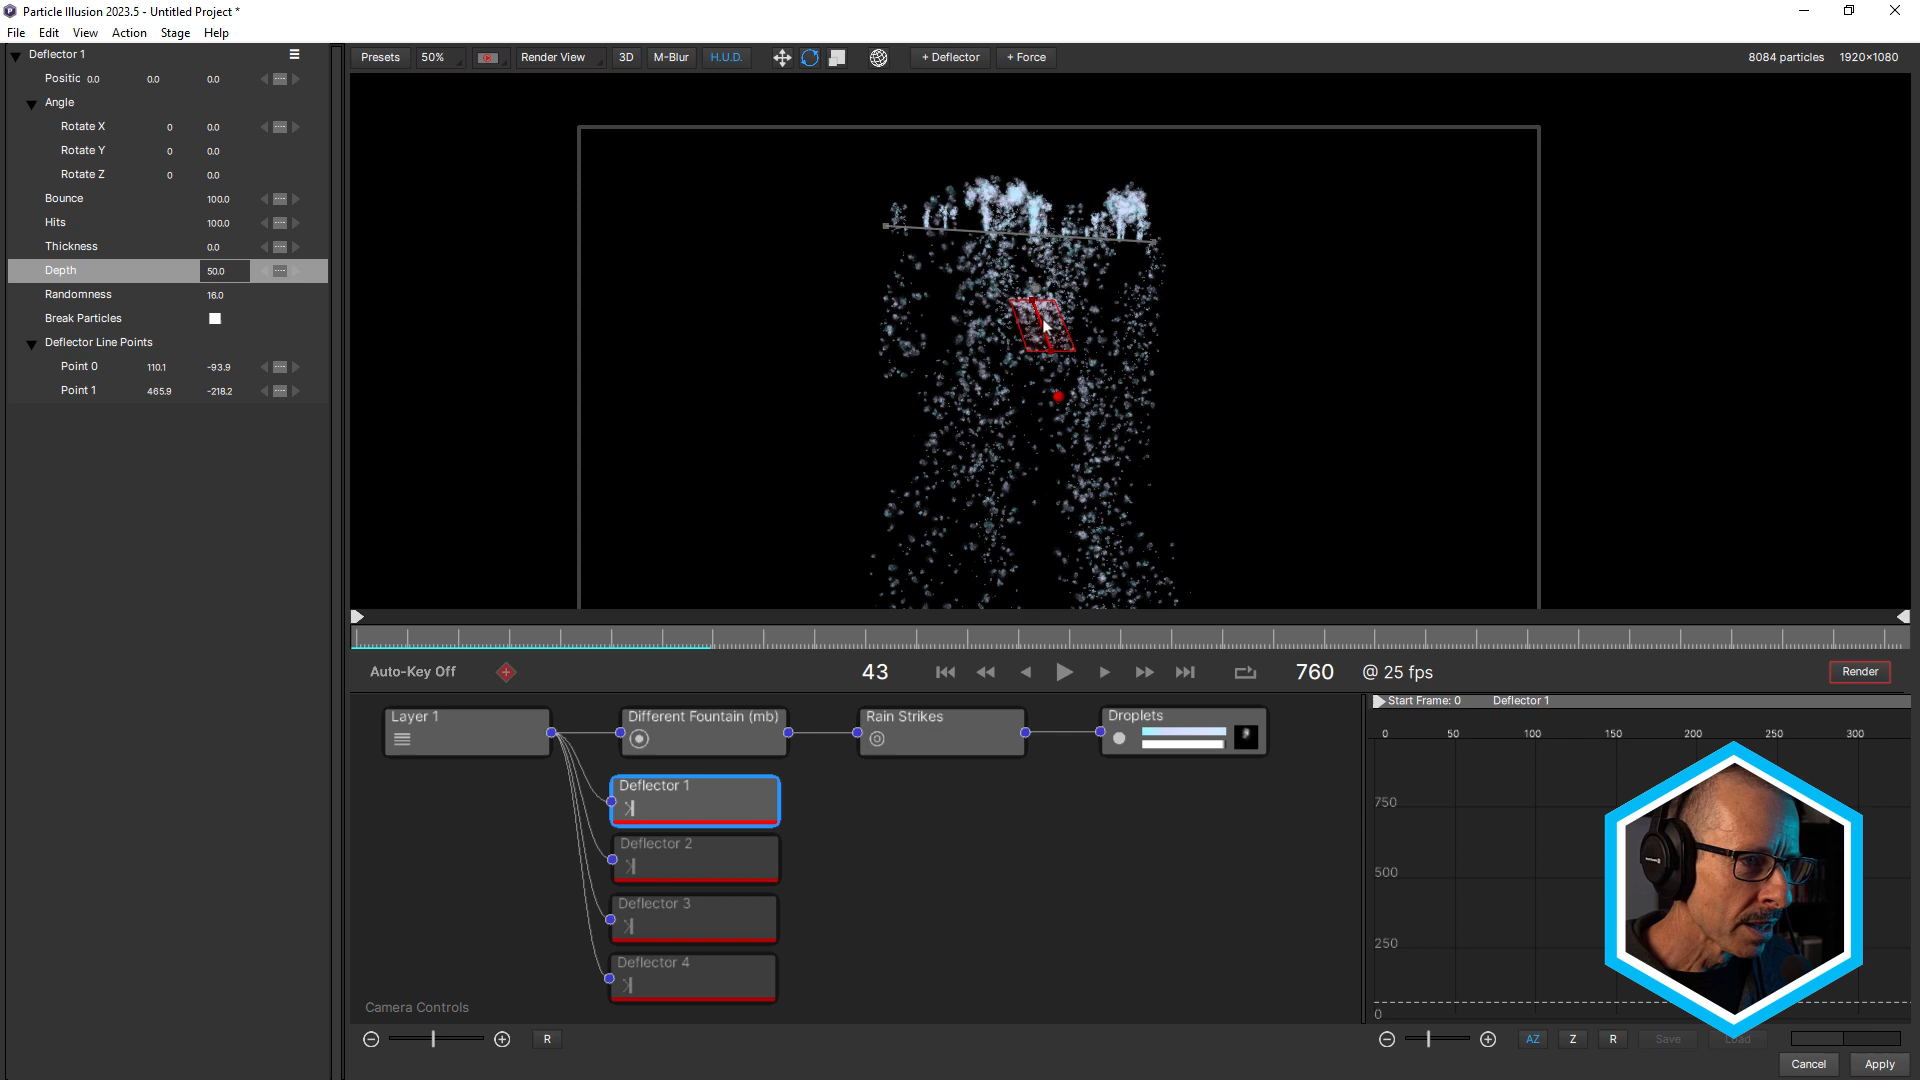 Particle Illusion 2023.5 - Untitled Project *
File Edit View Action Stage Help
Deflector 1
Positic 0.0 0.0 0.0
Angle
Rotate X 0 0.0
Rotate Y 0 0.0
Rotate Z 0 0.0
Bounce 100.0
Hits 100.0
Thickness 0.0
Depth 50.0
Randomness 16.0
Break Particles
Deflector Line Points
Point 0 110.1 -93.9
Point 1 465.9 -218.2
Presets 50% Render View 3D M-Blur H.U.D. + Deflector + Force 8084 particles 1920×1080
Auto-Key Off 43 760 @ 25 fps Render
Layer 1
Different Fountain (mb)
Rain Strikes
Droplets
Deflector 1
Deflector 2
Deflector 3
Deflector 4
Camera Controls
R
Start Frame: 0 Deflector 1
0 50 100 150 200 250 300
750
500
250
0
AZ Z R Save Load
Cancel Apply